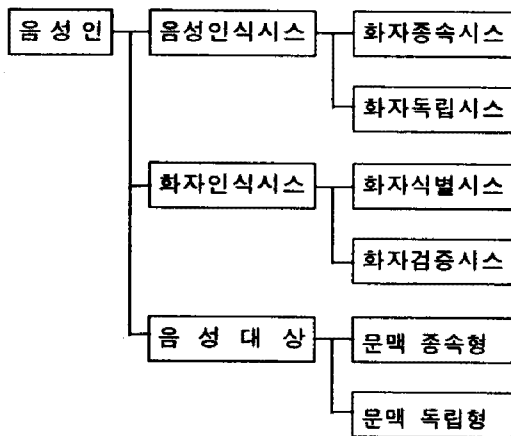 음 성 인
음성인식시스
화자종속시스
화자독립시스
화자인식시스
화자식별시스
화자검증시스
음 성 대 상
문맥 종속형
문맥 독립형